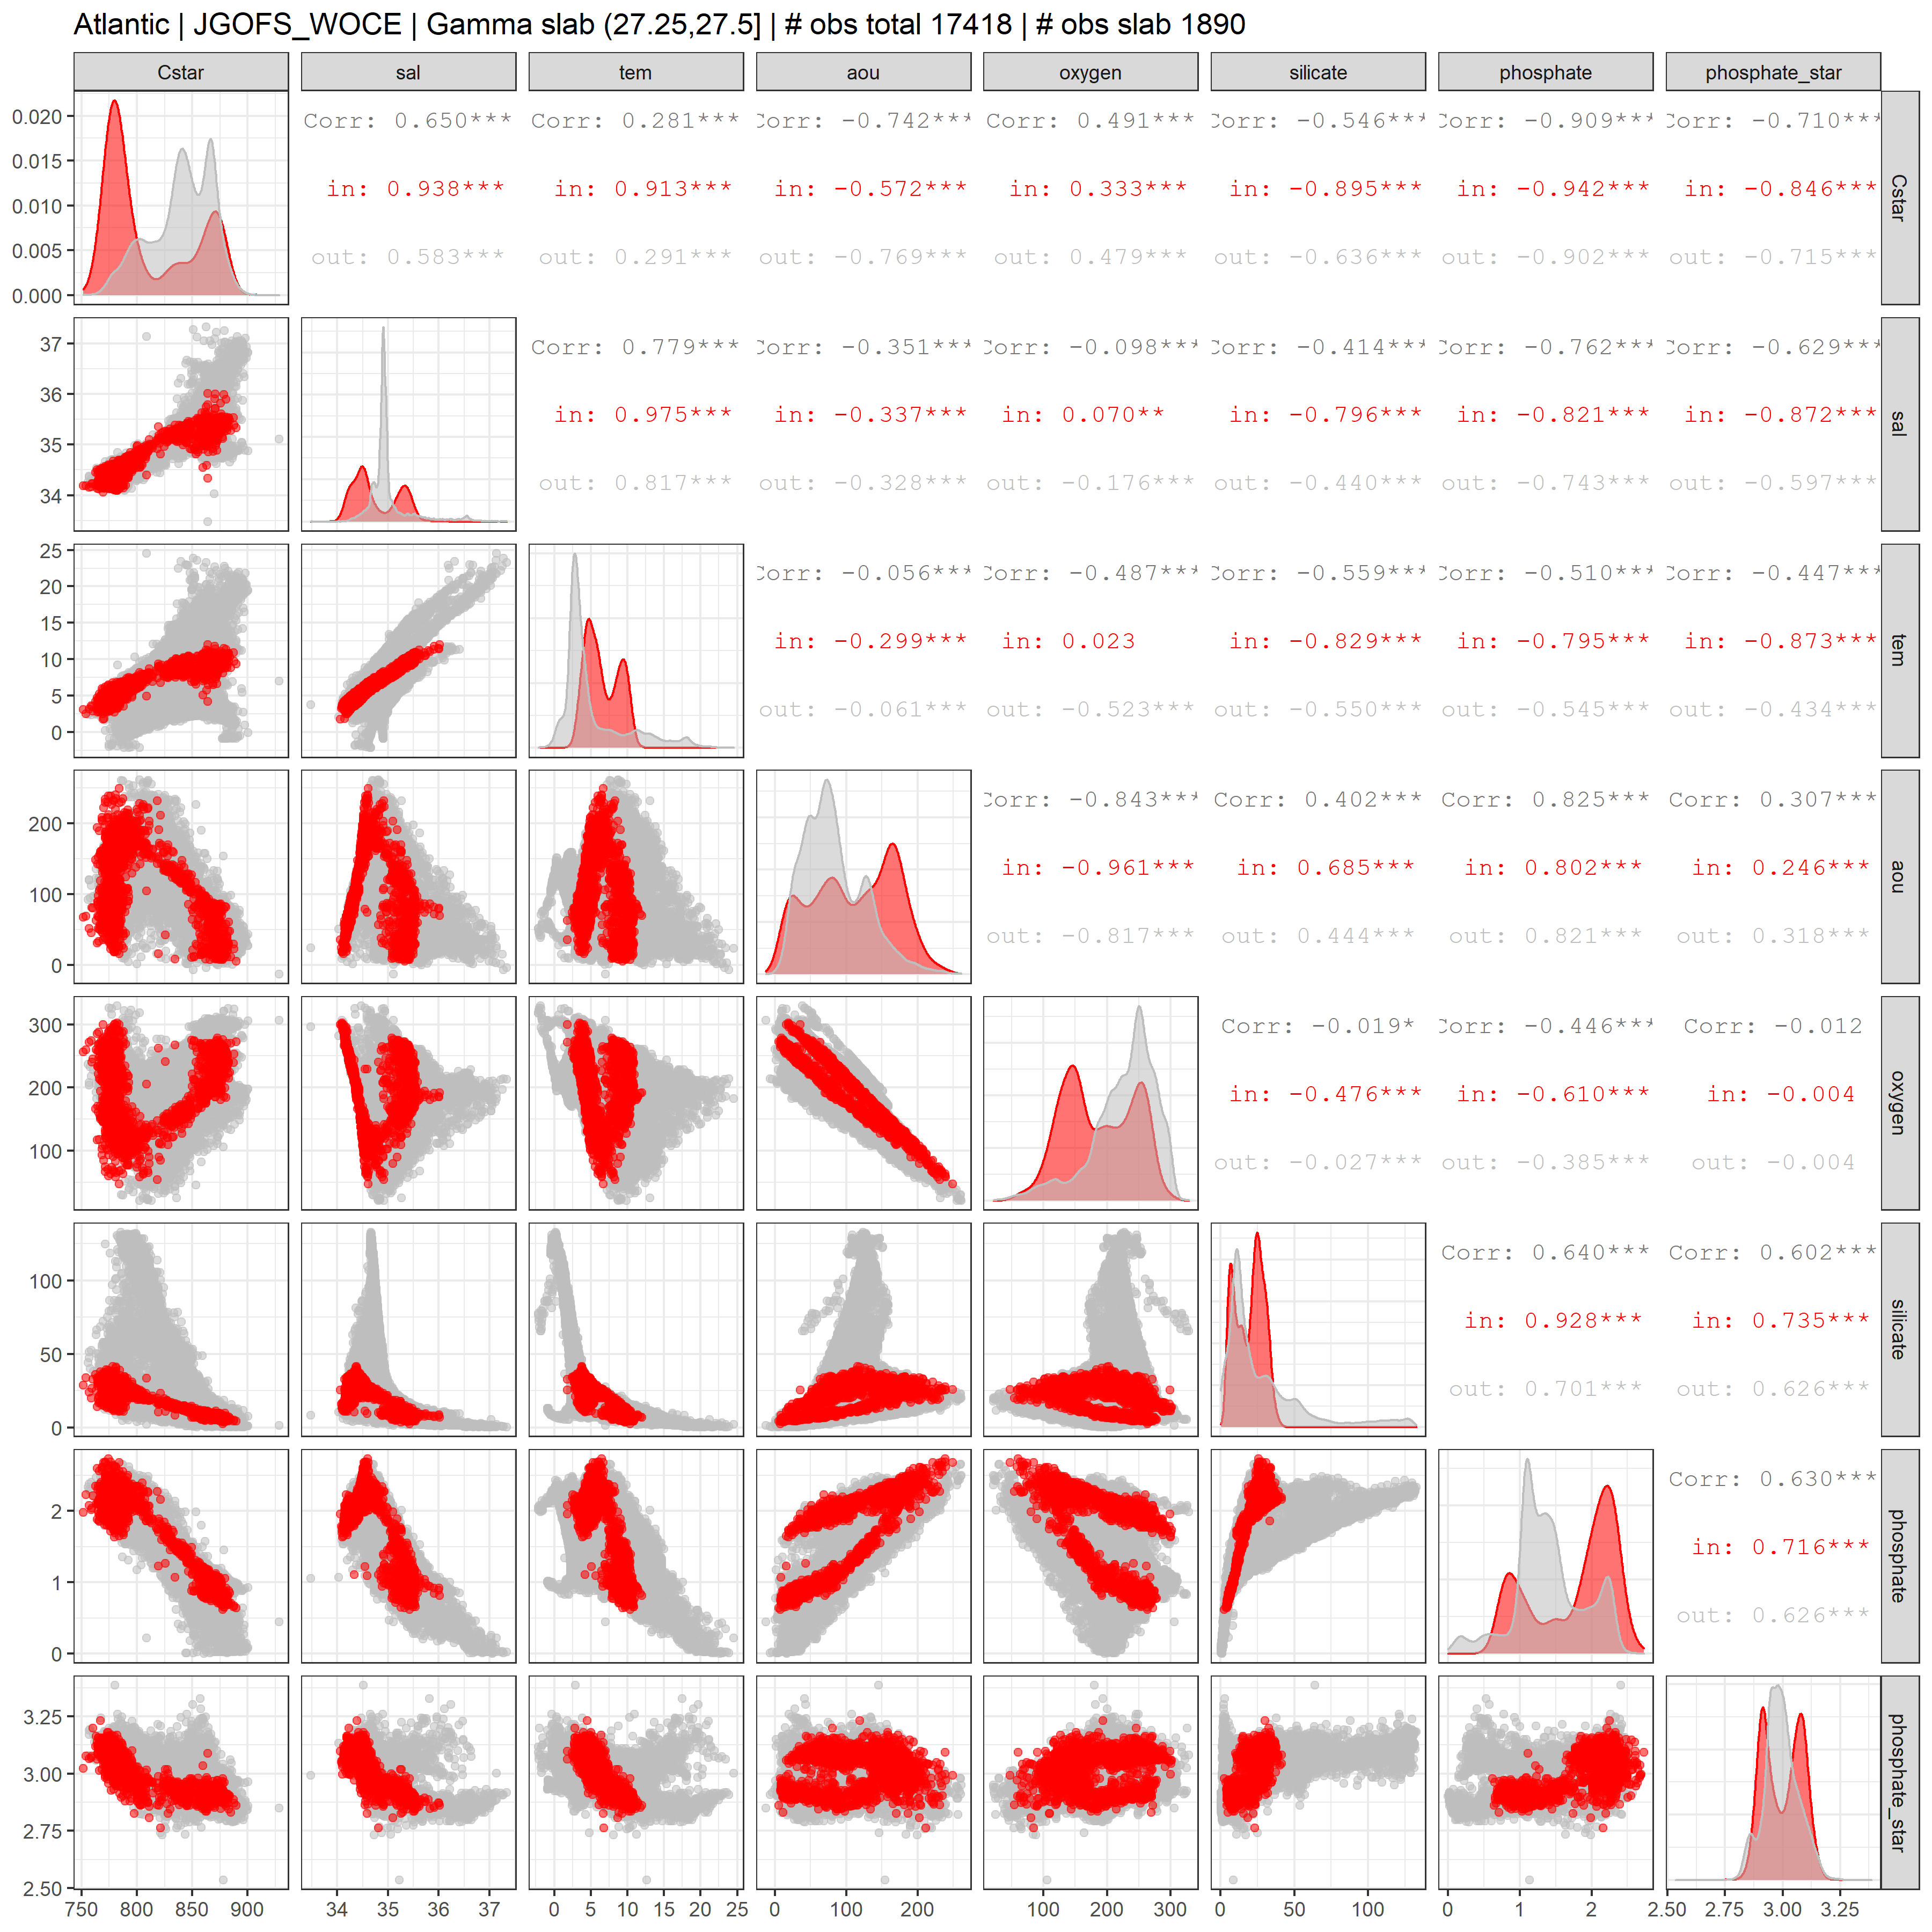 Atlantic | JGOFS_WOCE | Gamma slab (27.25,27.5] | # obs total 17418 | # obs slab 1890
Cstar sal tem aou oxygen silicate phosphate phosphate_star
0.020
0.015
0.010
0.005
0.000
Corr: 0.650*** Corr: 0.281*** Corr: -0.742*** Corr: 0.491*** Corr: -0.546*** Corr: -0.909*** Corr: -0.710***
in: 0.938*** in: 0.913*** in: -0.572*** in: 0.333*** in: -0.895*** in: -0.942*** in: -0.846***
out: 0.583*** out: 0.291*** out: -0.769*** out: 0.479*** out: -0.636*** out: -0.902*** out: -0.715***
Cstar
37
36
35
34
Corr: 0.779*** Corr: -0.351*** Corr: -0.098*** Corr: -0.414*** Corr: -0.762*** Corr: -0.629***
in: 0.975*** in: -0.337*** in: 0.070** in: -0.796*** in: -0.821*** in: -0.872***
out: 0.817*** out: -0.328*** out: -0.176*** out: -0.440*** out: -0.743*** out: -0.597***
sal
25
20
15
10
5
0
Corr: -0.056*** Corr: -0.487*** Corr: -0.559*** Corr: -0.510*** Corr: -0.447***
in: -0.299*** in: 0.023 in: -0.829*** in: -0.795*** in: -0.873***
out: -0.061*** out: -0.523*** out: -0.550*** out: -0.545*** out: -0.434***
tem
200
100
0
Corr: -0.843*** Corr: 0.402*** Corr: 0.825*** Corr: 0.307***
in: -0.961*** in: 0.685*** in: 0.802*** in: 0.246***
out: -0.817*** out: 0.444*** out: 0.821*** out: 0.318***
aou
300
200
100
Corr: -0.019* Corr: -0.446*** Corr: -0.012
in: -0.476*** in: -0.610*** in: -0.004
out: -0.027*** out: -0.385*** out: -0.004
oxygen
100
50
0
Corr: 0.640*** Corr: 0.602***
in: 0.928*** in: 0.735***
out: 0.701*** out: 0.626***
silicate
2
1
0
Corr: 0.630***
in: 0.716***
out: 0.626***
phosphate
3.25
3.00
2.75
2.50
phosphate_star
750 800 850 900 34 35 36 37 0 5 10 15 20 25 0 100 200 100 200 300 0 50 100 0 1 2 2.50 2.75 3.00 3.25